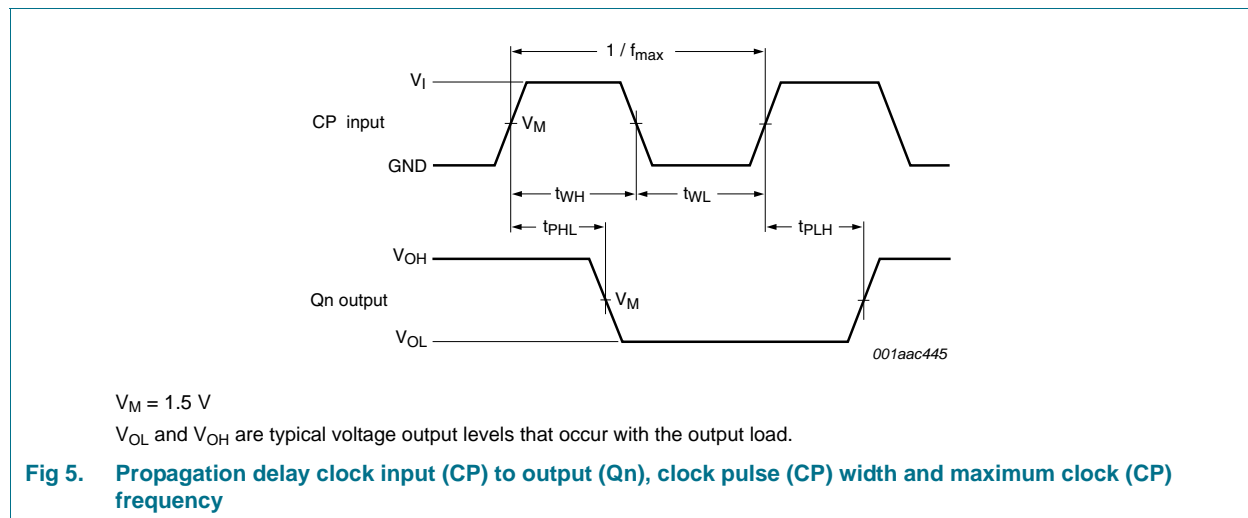 1 / fmax
VI
CP input
VM
GND
tWH
tWL
tPHL
tPLH
VOH
Qn output
VM
VOL
001aac445
VM = 1.5 V
VOL and VOH are typical voltage output levels that occur with the output load.
Fig 5. Propagation delay clock input (CP) to output (Qn), clock pulse (CP) width and maximum clock (CP)
frequency